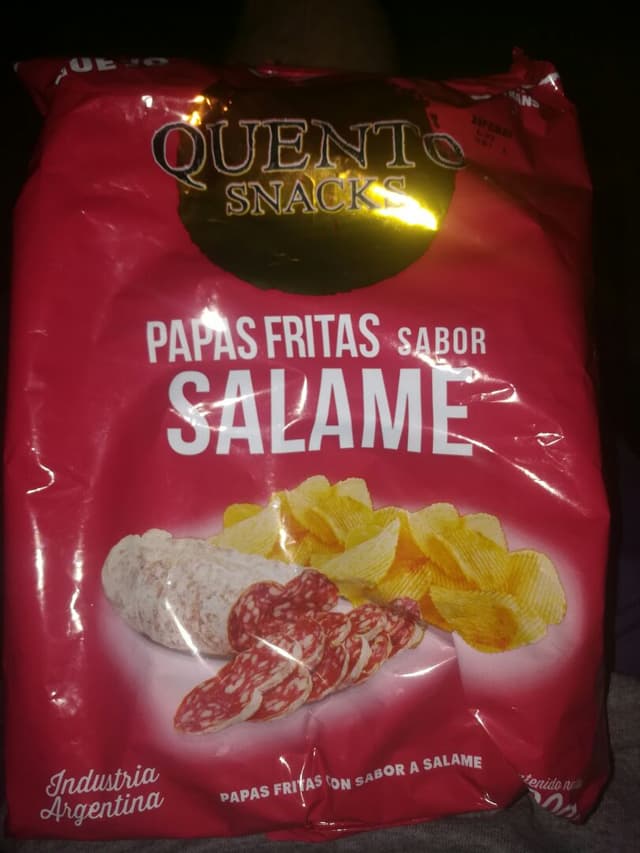 QUENTO
SNACKS
PAPAS FRITAS SABOR
SALAME
Industria
Argentina
PAPAS FRITAS CON SABOR A SALAME